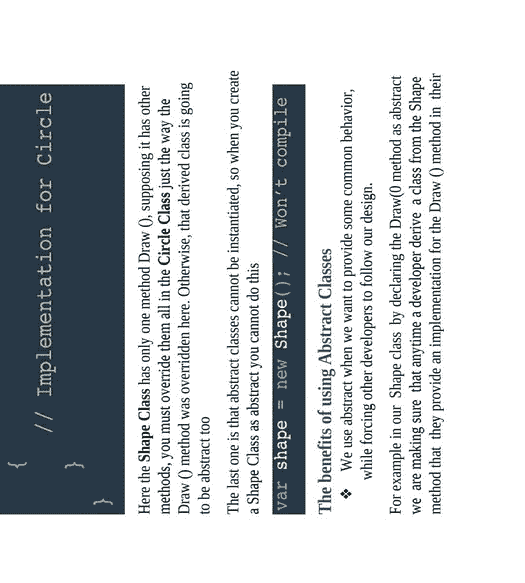 {
// Implementation for Circle
}
}
Here the Shape Class has only one method Draw (), supposing it has other
methods, you must override them all in the Circle Class just the way the
Draw () method was overridden here. Otherwise, that derived class is going
to be abstract too
The last one is that abstract classes cannot be instantiated, so when you create
a Shape Class as abstract you cannot do this
var shape = new Shape(); // Won't compile
The benefits of using Abstract Classes
❖ We use abstract when we want to provide some common behavior,
while forcing other developers to follow our design.
For example in our Shape class by declaring the Draw(0 method as abstract
we are making sure that anytime a developer derive a class from the Shape
method that they provide an implementation for the Draw () method in their